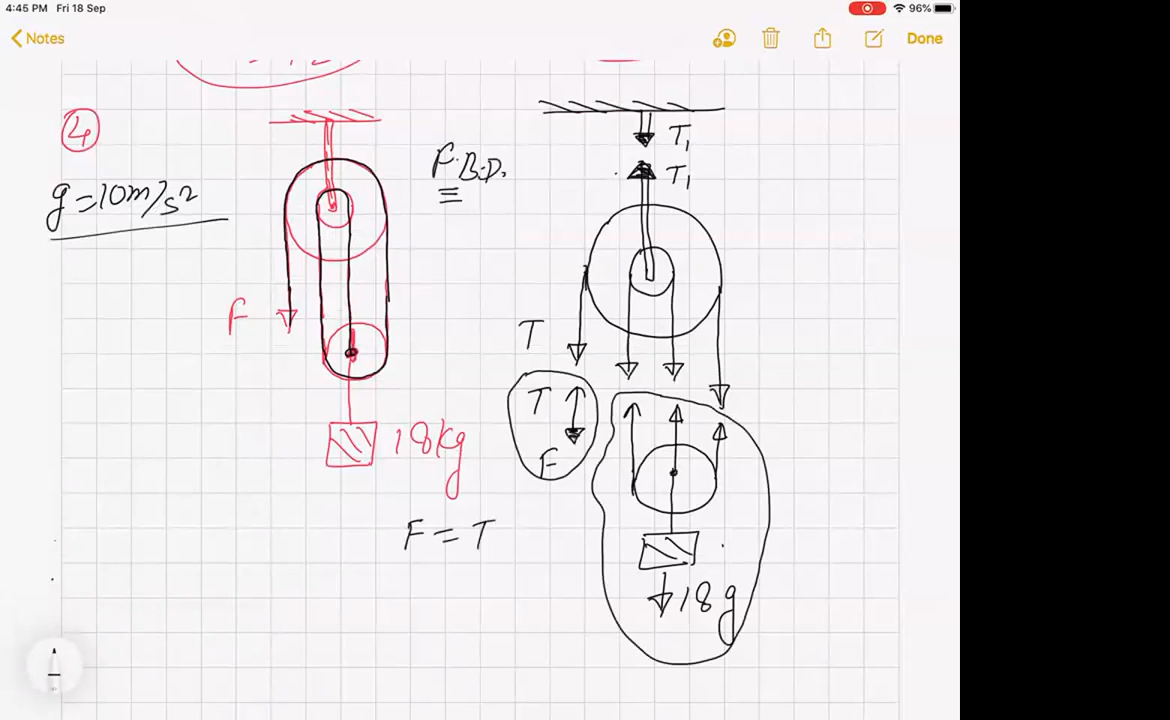 4:45 PM Fri 18 Sep
96%
Notes
Done
4
g = 10m/s²
F.B.D.
T₁
T₁
F
T
T
F
18kg
F = T
18g